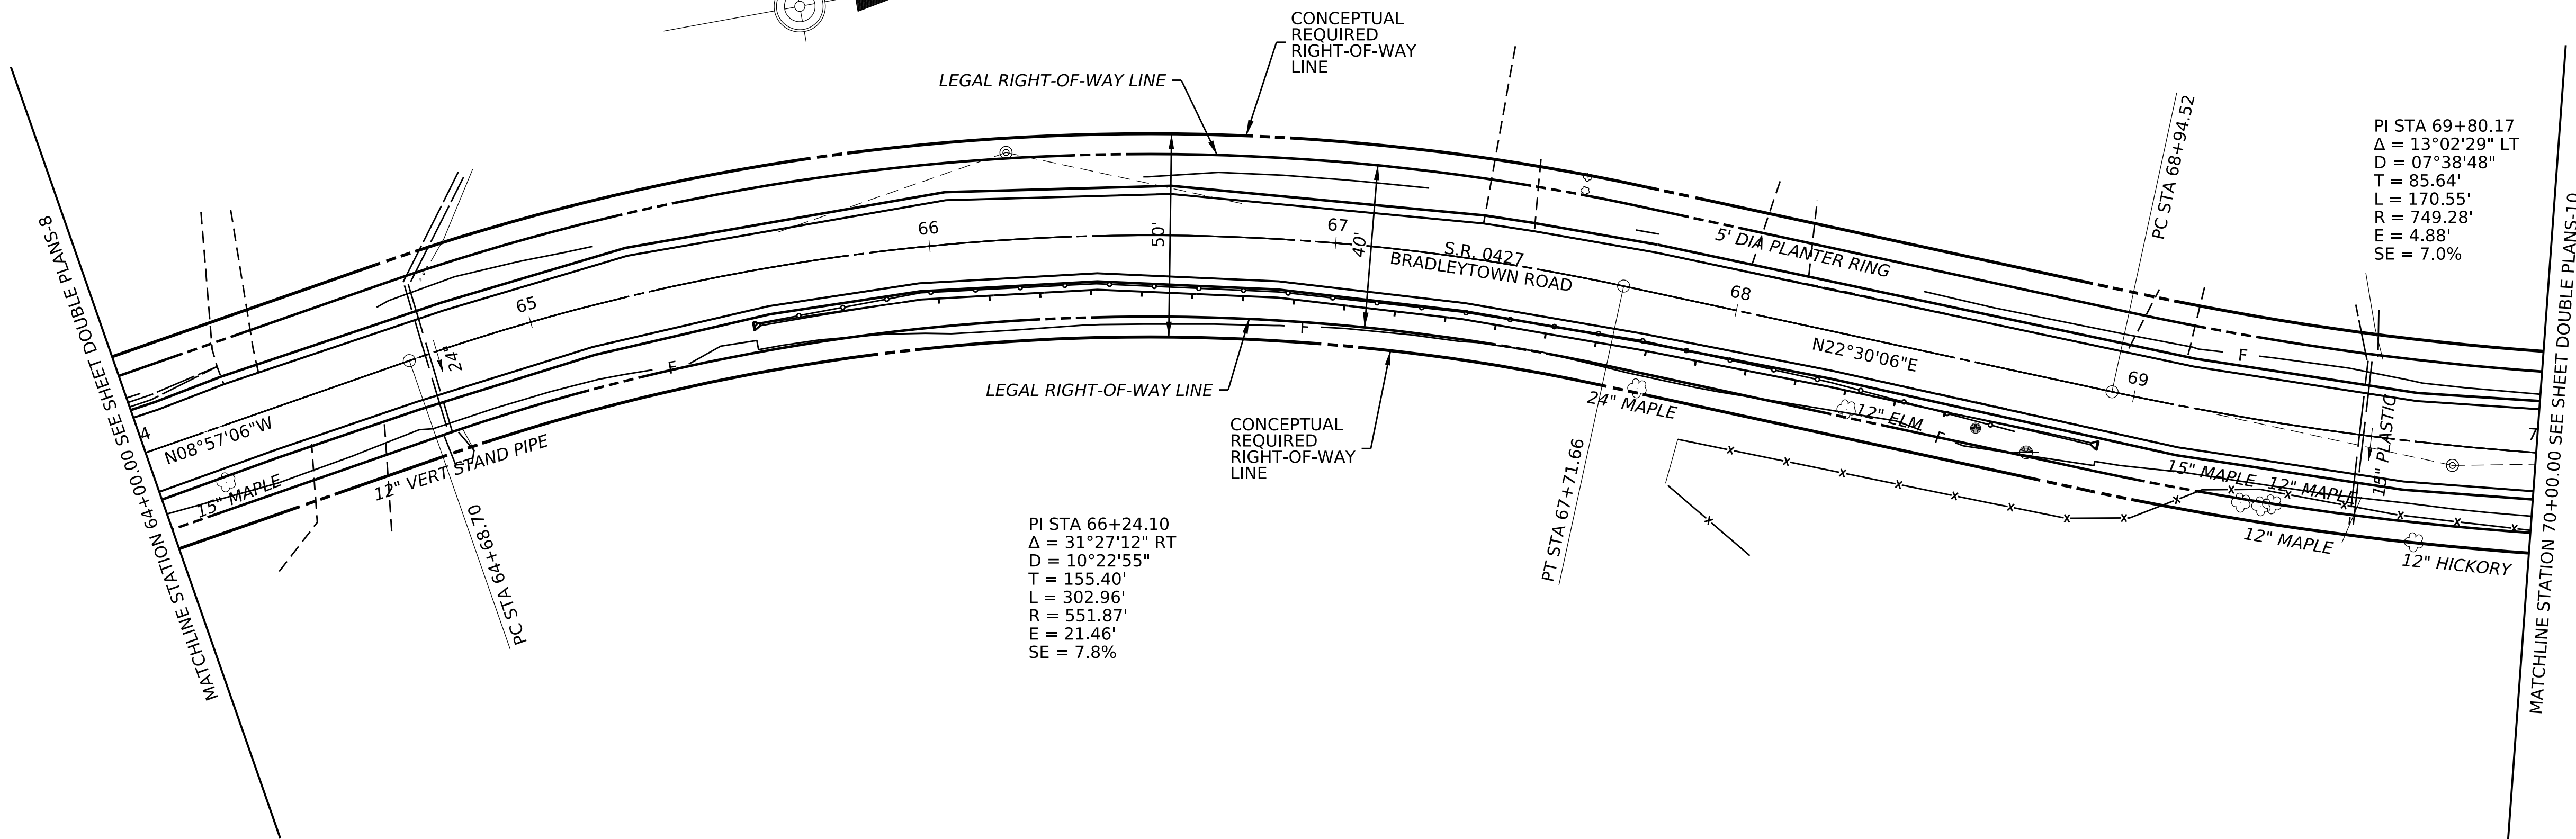 CONCEPTUAL
REQUIRED
RIGHT-OF-WAY
LINE
LEGAL RIGHT-OF-WAY LINE
MATCHLINE STATION 64+00.00 SEE SHEET DOUBLE PLANS-8
4
N08°57'06"W
15" MAPLE
24"
65
12" VERT STAND PIPE
PC STA 64+68.70
F
66
50'
67
40'
F
S.R. 0427
BRADLEYTOWN ROAD
LEGAL RIGHT-OF-WAY LINE
CONCEPTUAL
REQUIRED
RIGHT-OF-WAY
LINE
PI STA 66+24.10
Δ = 31°27'12" RT
D = 10°22'55"
T = 155.40'
L = 302.96'
R = 551.87'
E = 21.46'
SE = 7.8%
PT STA 67+71.66
24" MAPLE
5' DIA PLANTER RING
68
N22°30'06"E
12" ELM
F
PC STA 68+94.52
69
F
PI STA 69+80.17
Δ = 13°02'29" LT
D = 07°38'48"
T = 85.64'
L = 170.55'
R = 749.28'
E = 4.88'
SE = 7.0%
15" MAPLE
12" MAPLE
15" PLASTIC
12" MAPLE
12" HICKORY
7
MATCHLINE STATION 70+00.00 SEE SHEET DOUBLE PLANS-10